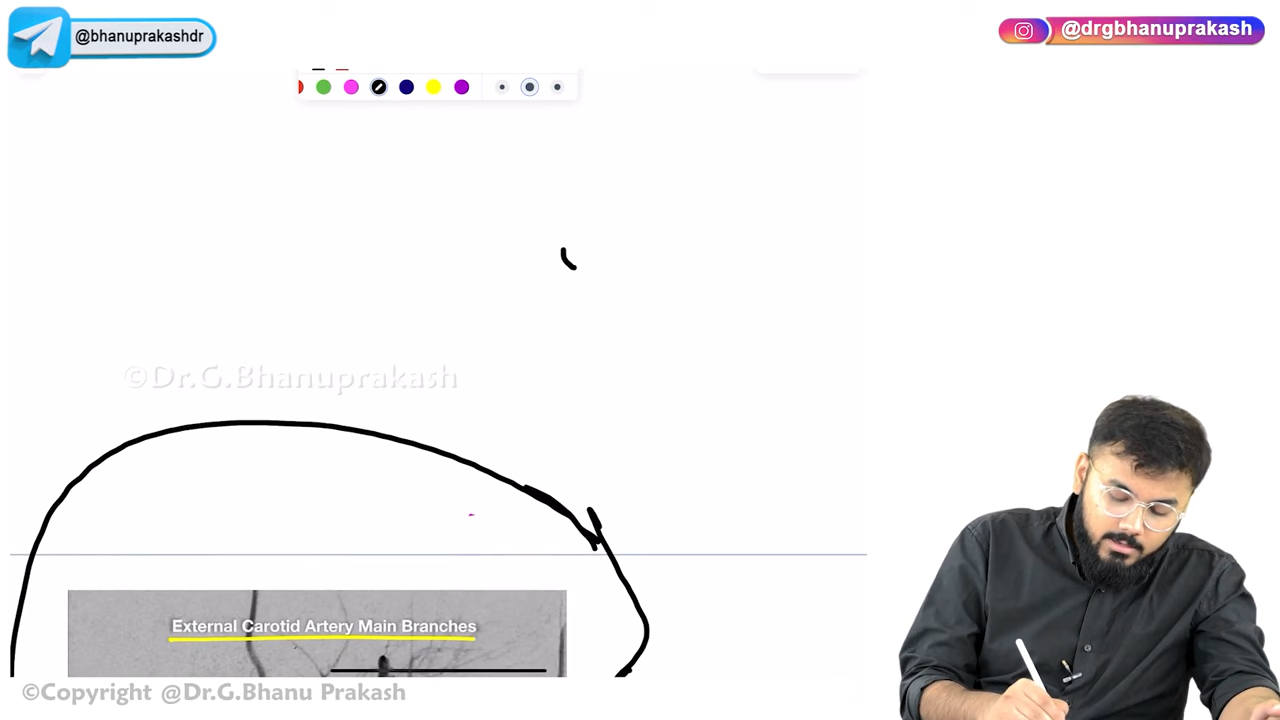 @bhanuprakashdr
@drgbhanuprakash
©Dr.G.Bhanuprakash
External Carotid Artery Main Branches
©Copyright @Dr.G.Bhanu Prakash